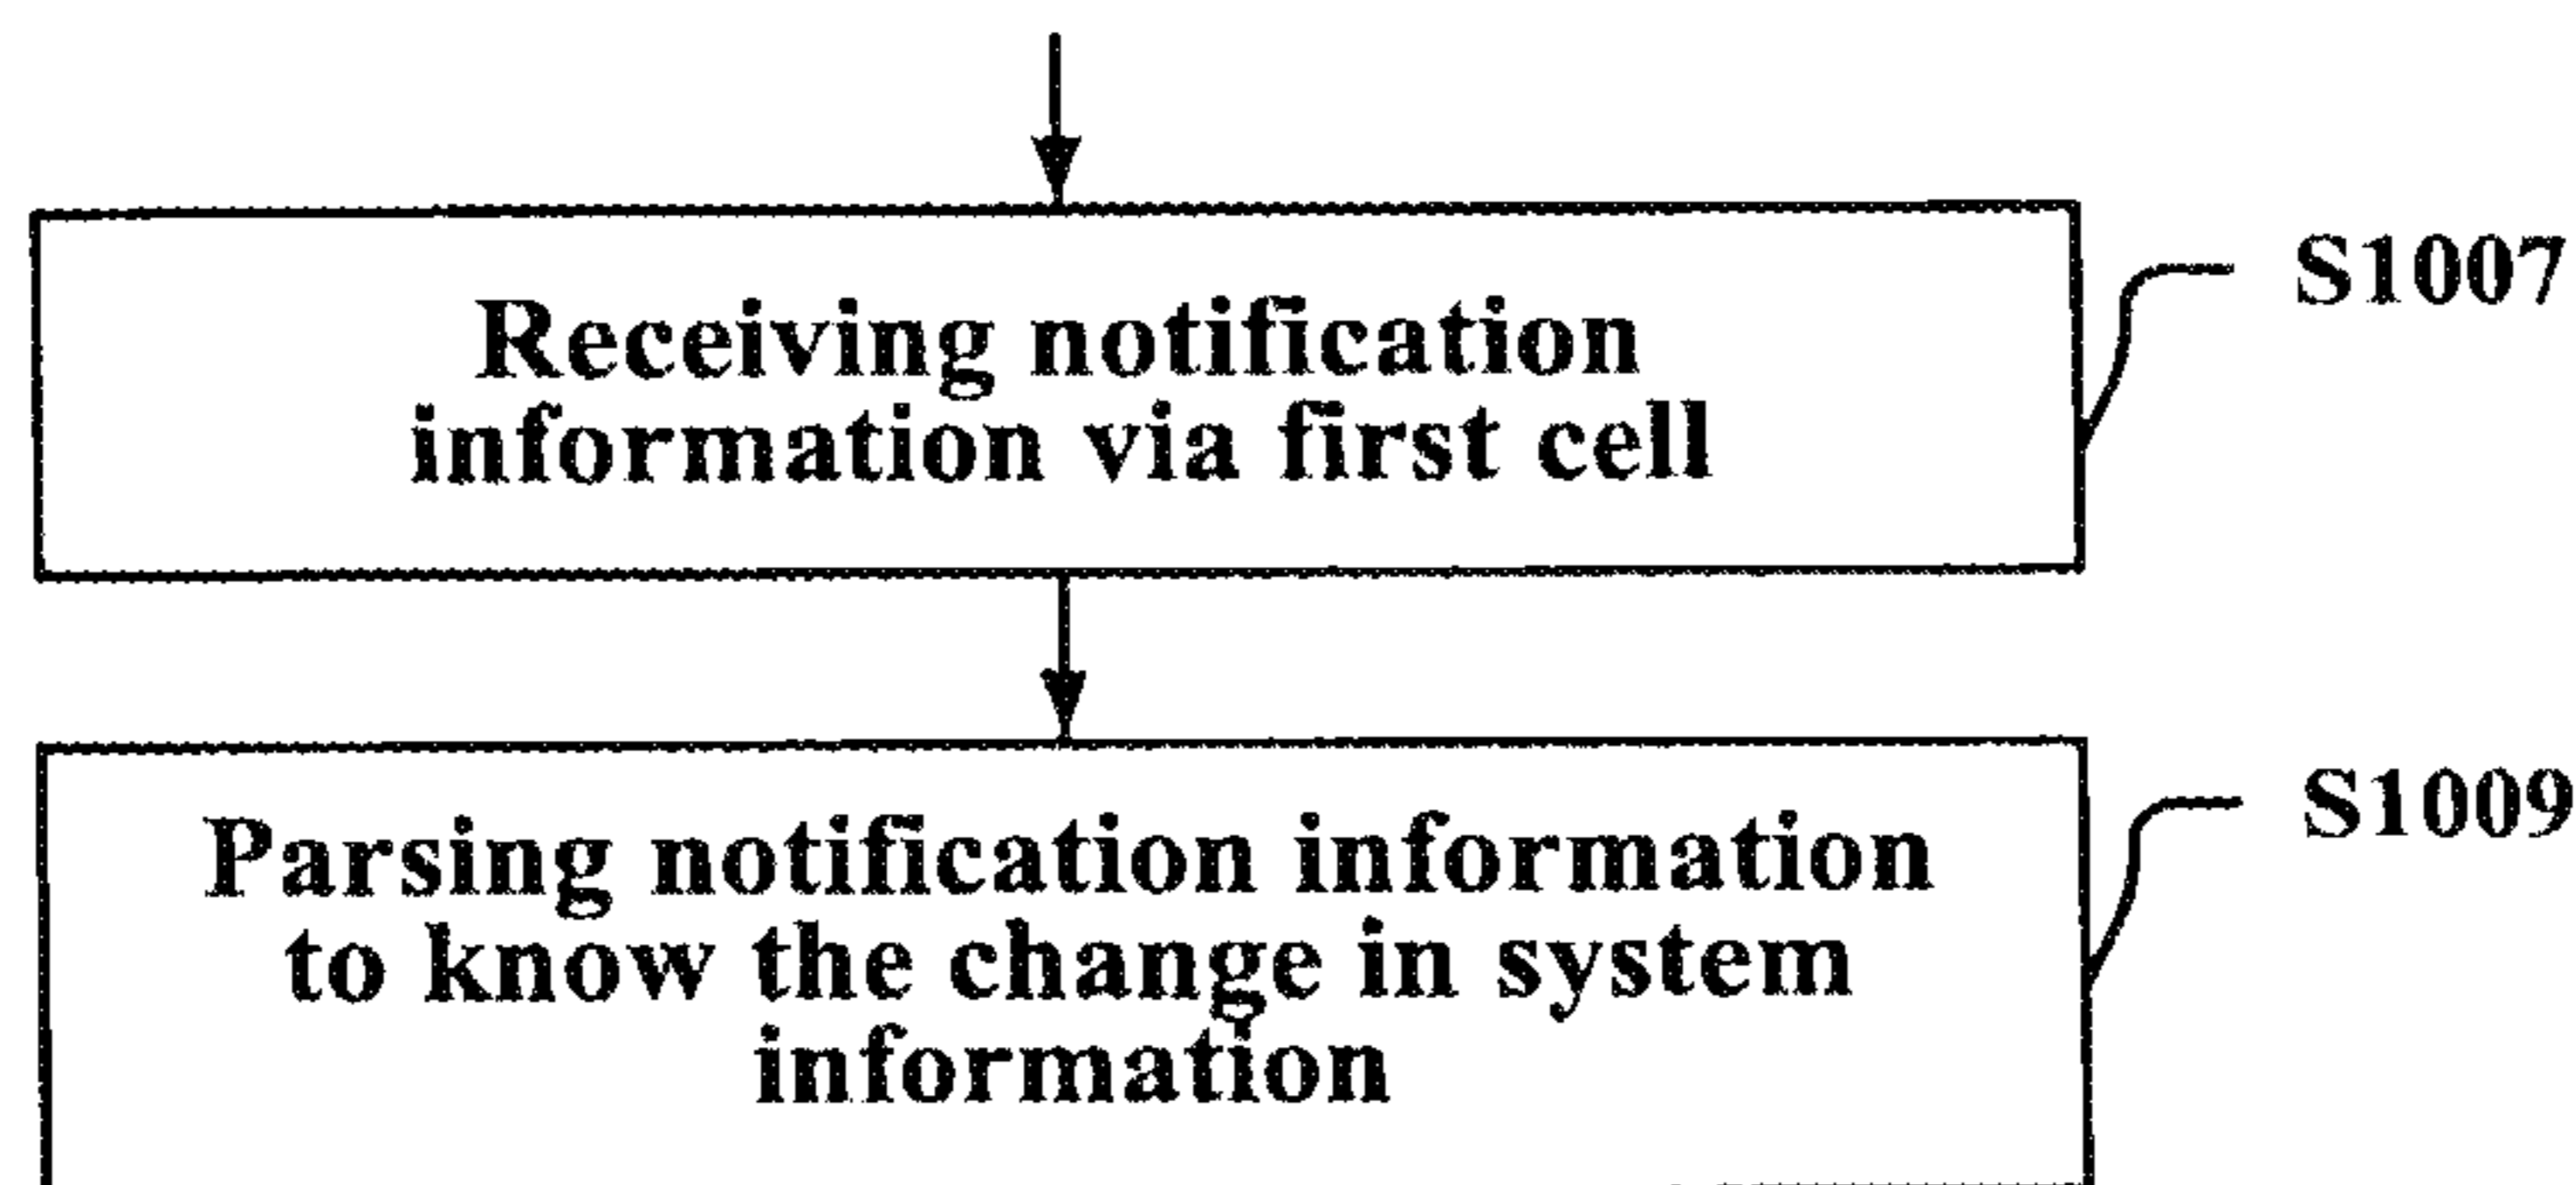 S1007
Receiving notification
information via first cell
S1009
Parsing notification information
to know the change in system
information